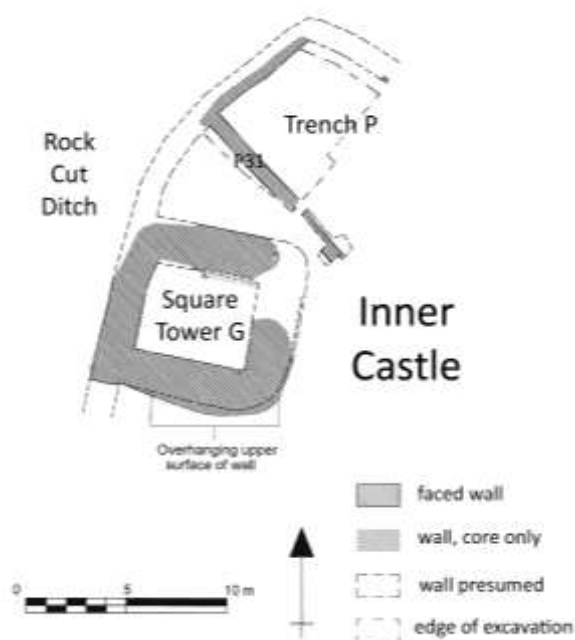 Trench P
P31
Rock
Cut
Ditch
Square
Tower G
Inner
Castle
Overhanging upper
surface of wall
faced wall
wall, core only
wall presumed
edge of excavation
0
5
10 m